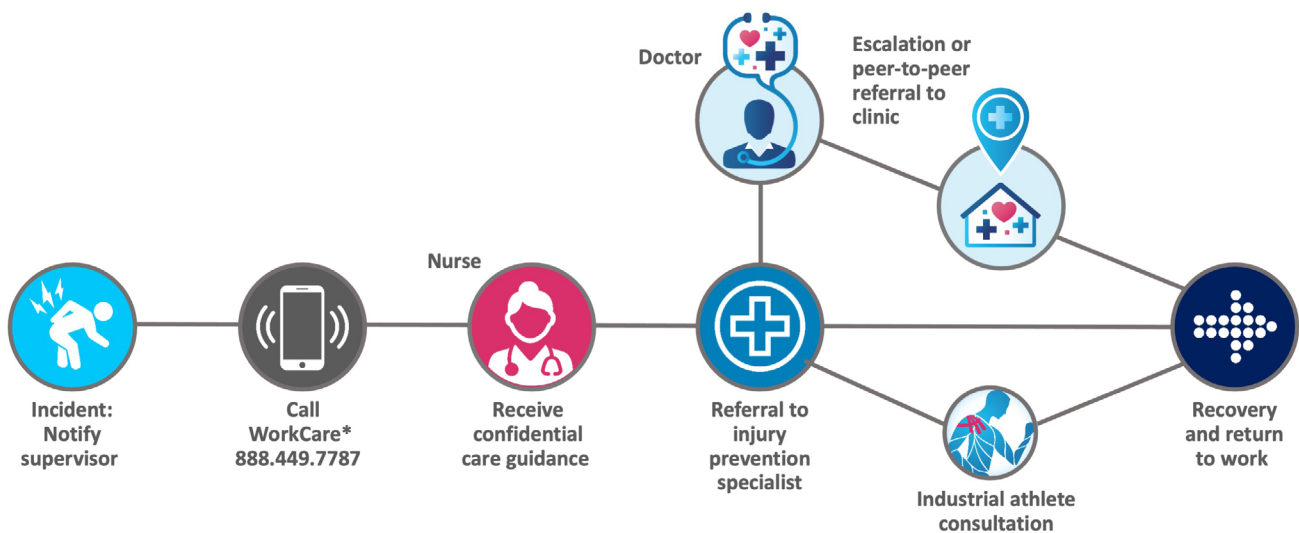 Doctor
Escalation or
peer-to-peer
referral to
clinic
Nurse
Incident:
Notify
supervisor
Call
WorkCare*
888.449.7787
Receive
confidential
care guidance
Referral to
injury
prevention
specialist
Industrial athlete
consultation
Recovery
and return
to work